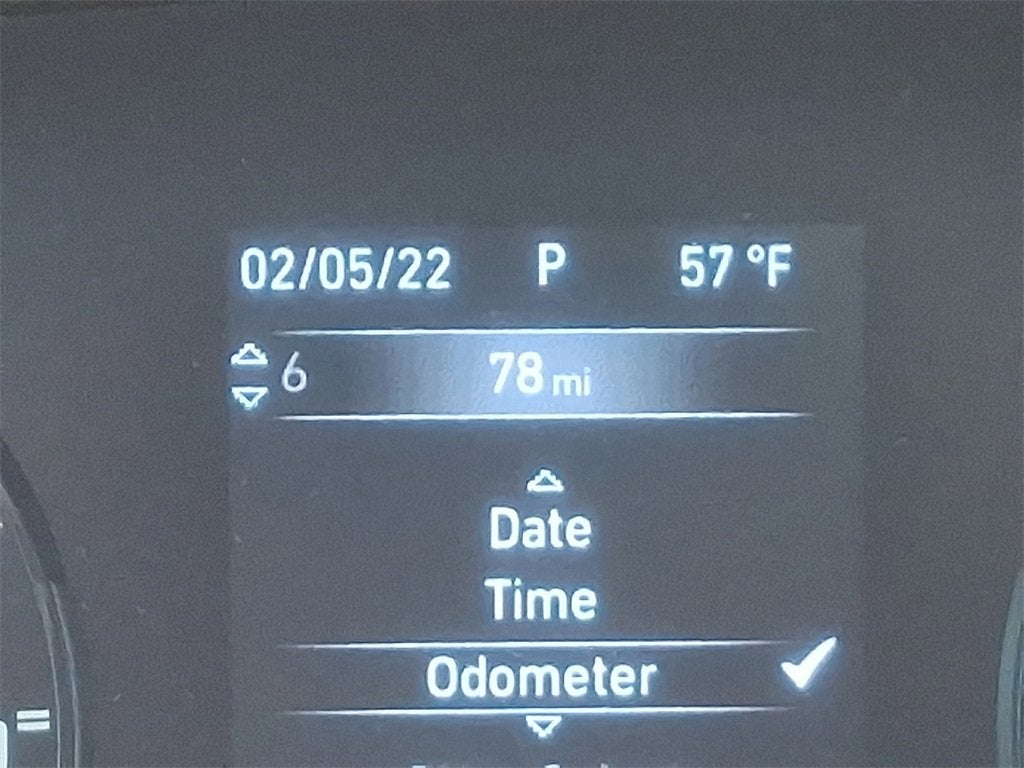 02/05/22 P 57 °F
6 78 mi
Date
Time
Odometer